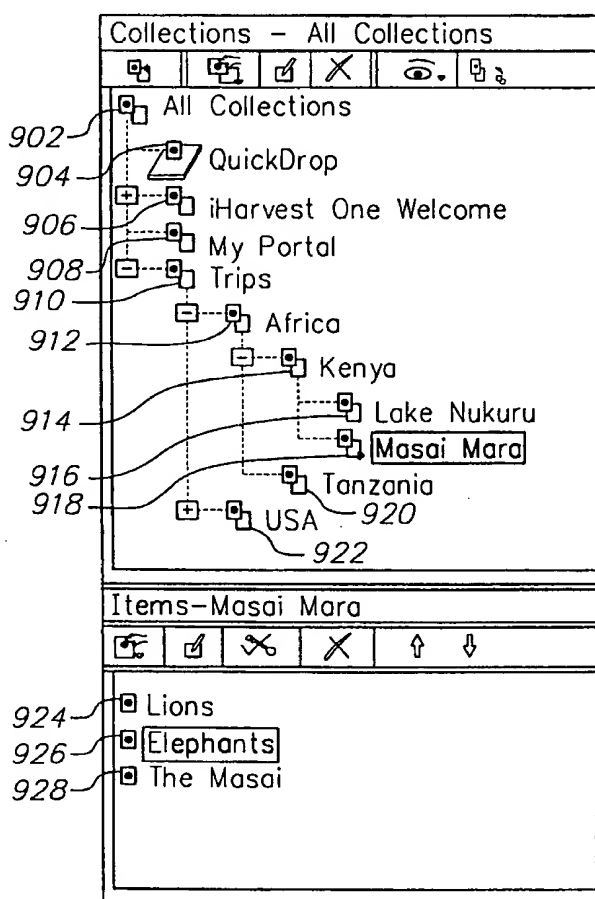 Collections - All Collections
902 All Collections
904 QuickDrop
906 iHarvest One Welcome
908 My Portal
910 Trips
912 Africa
914 Kenya
916 Lake Nukuru
918 Masai Mara
Tanzania 920
USA 922
Items-Masai Mara
924 Lions
926 Elephants
928 The Masai